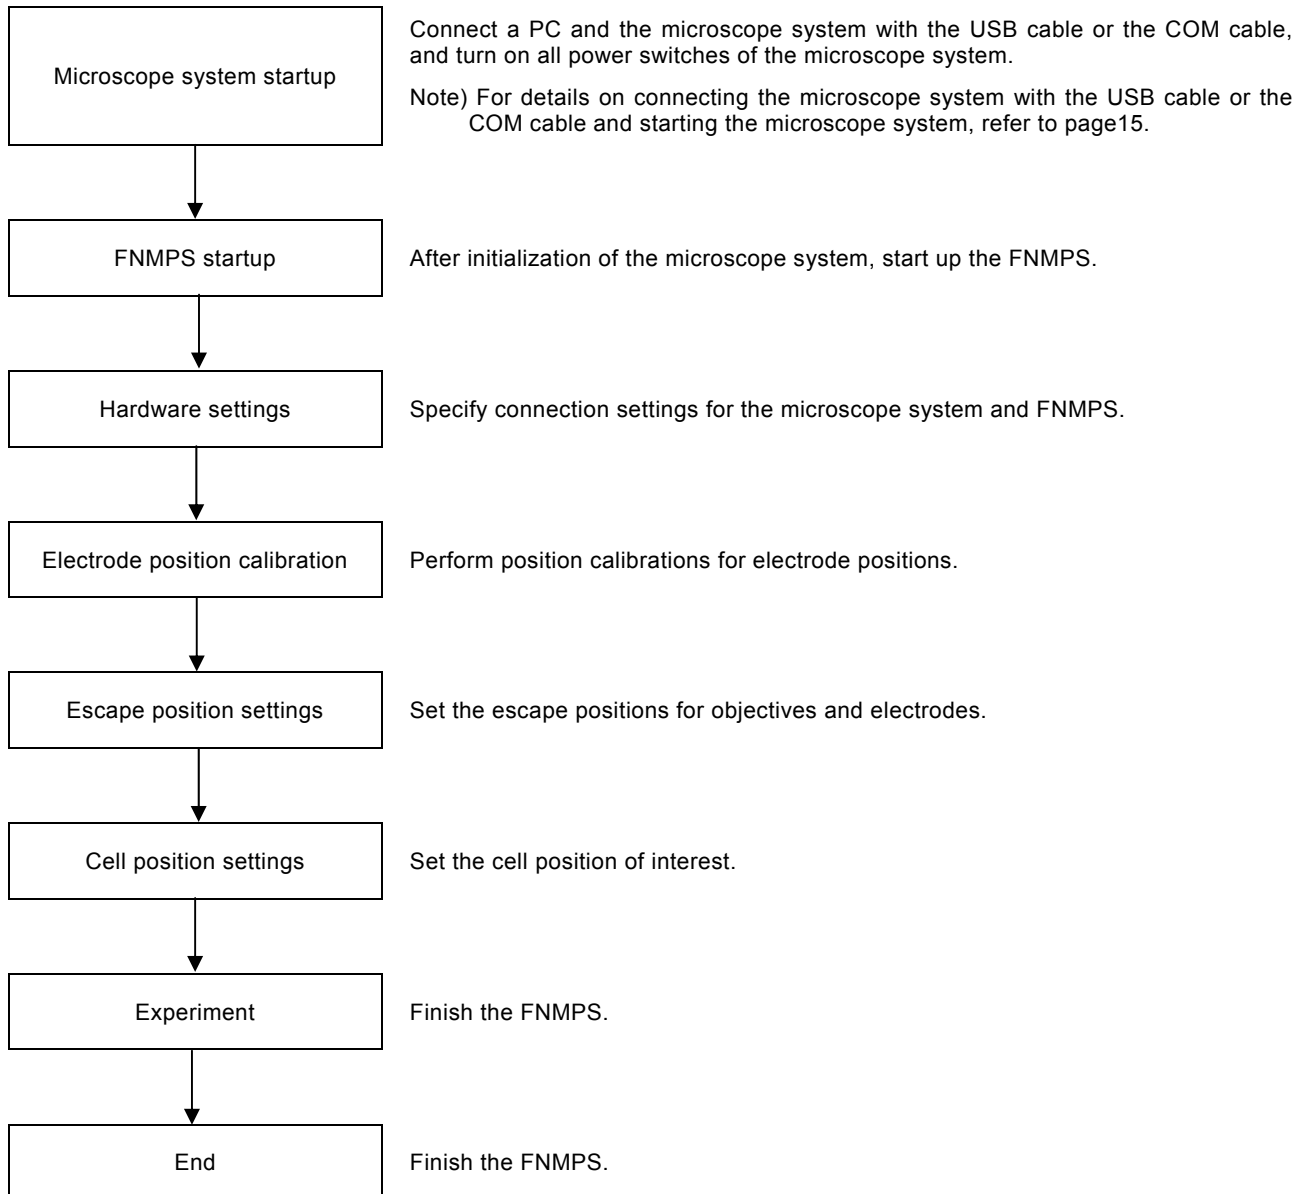 Microscope system startup
Connect a PC and the microscope system with the USB cable or the COM cable,
and turn on all power switches of the microscope system.
Note) For details on connecting the microscope system with the USB cable or the
COM cable and starting the microscope system, refer to page15.
FNMPS startup
After initialization of the microscope system, start up the FNMPS.
Hardware settings
Specify connection settings for the microscope system and FNMPS.
Electrode position calibration
Perform position calibrations for electrode positions.
Escape position settings
Set the escape positions for objectives and electrodes.
Cell position settings
Set the cell position of interest.
Experiment
Finish the FNMPS.
End
Finish the FNMPS.